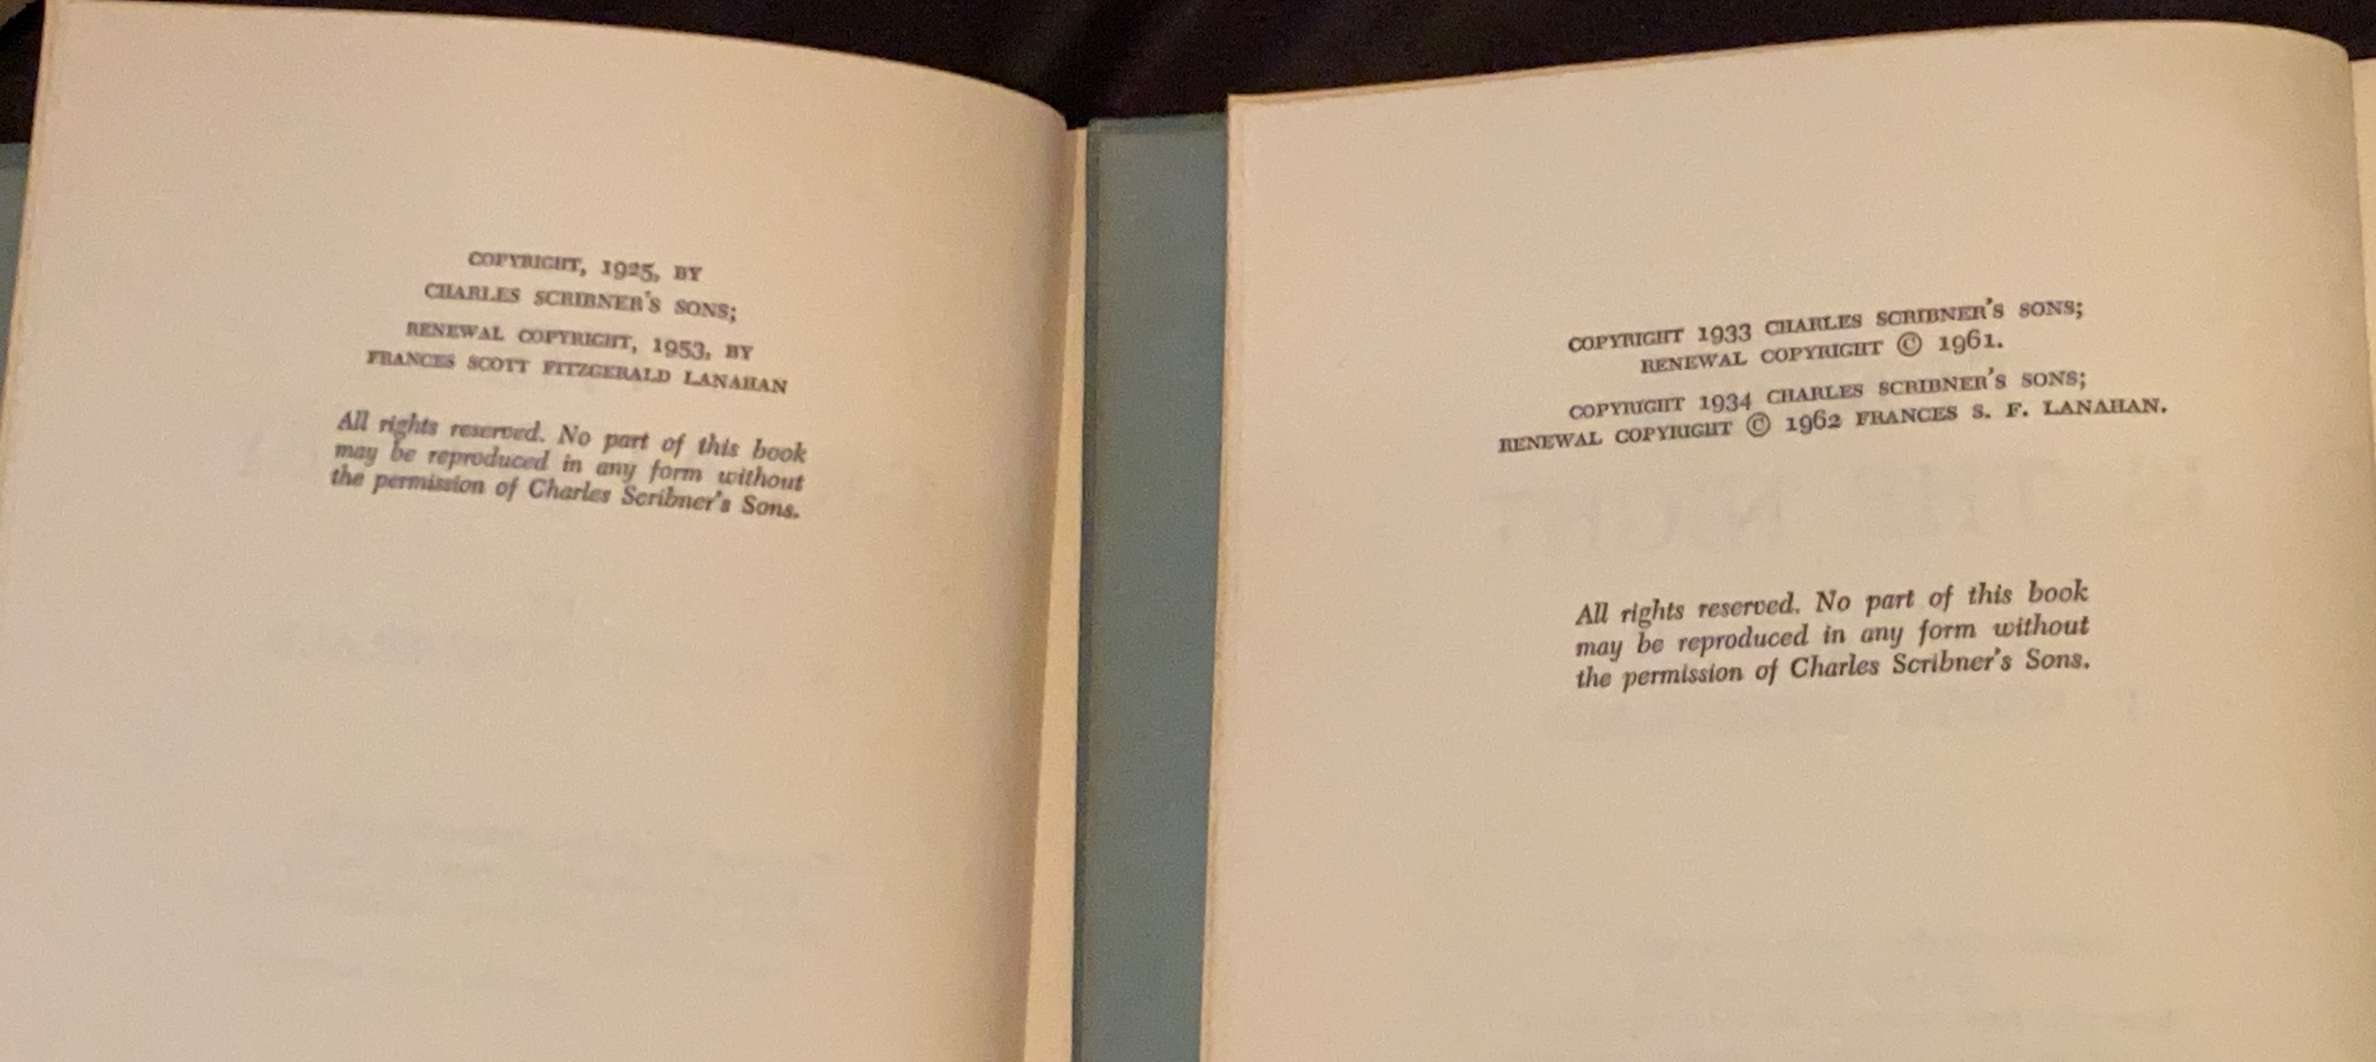 COPYRIGHT, 1925, BY
CHARLES SCRIBNER'S SONS;
RENEWAL COPYRIGHT, 1953, BY
FRANCES SCOTT FITZGERALD LANAHAN
All rights reserved. No part of this book
may be reproduced in any form without
the permission of Charles Scribner's Sons.
COPYRIGHT 1933 CHARLES SCRIBNER'S SONS;
RENEWAL COPYRIGHT © 1961.
COPYRIGHT 1934 CHARLES SCRIBNER'S SONS;
RENEWAL COPYRIGHT © 1962 FRANCES S. F. LANAHAN.
All rights reserved. No part of this book
may be reproduced in any form without
the permission of Charles Scribner's Sons.